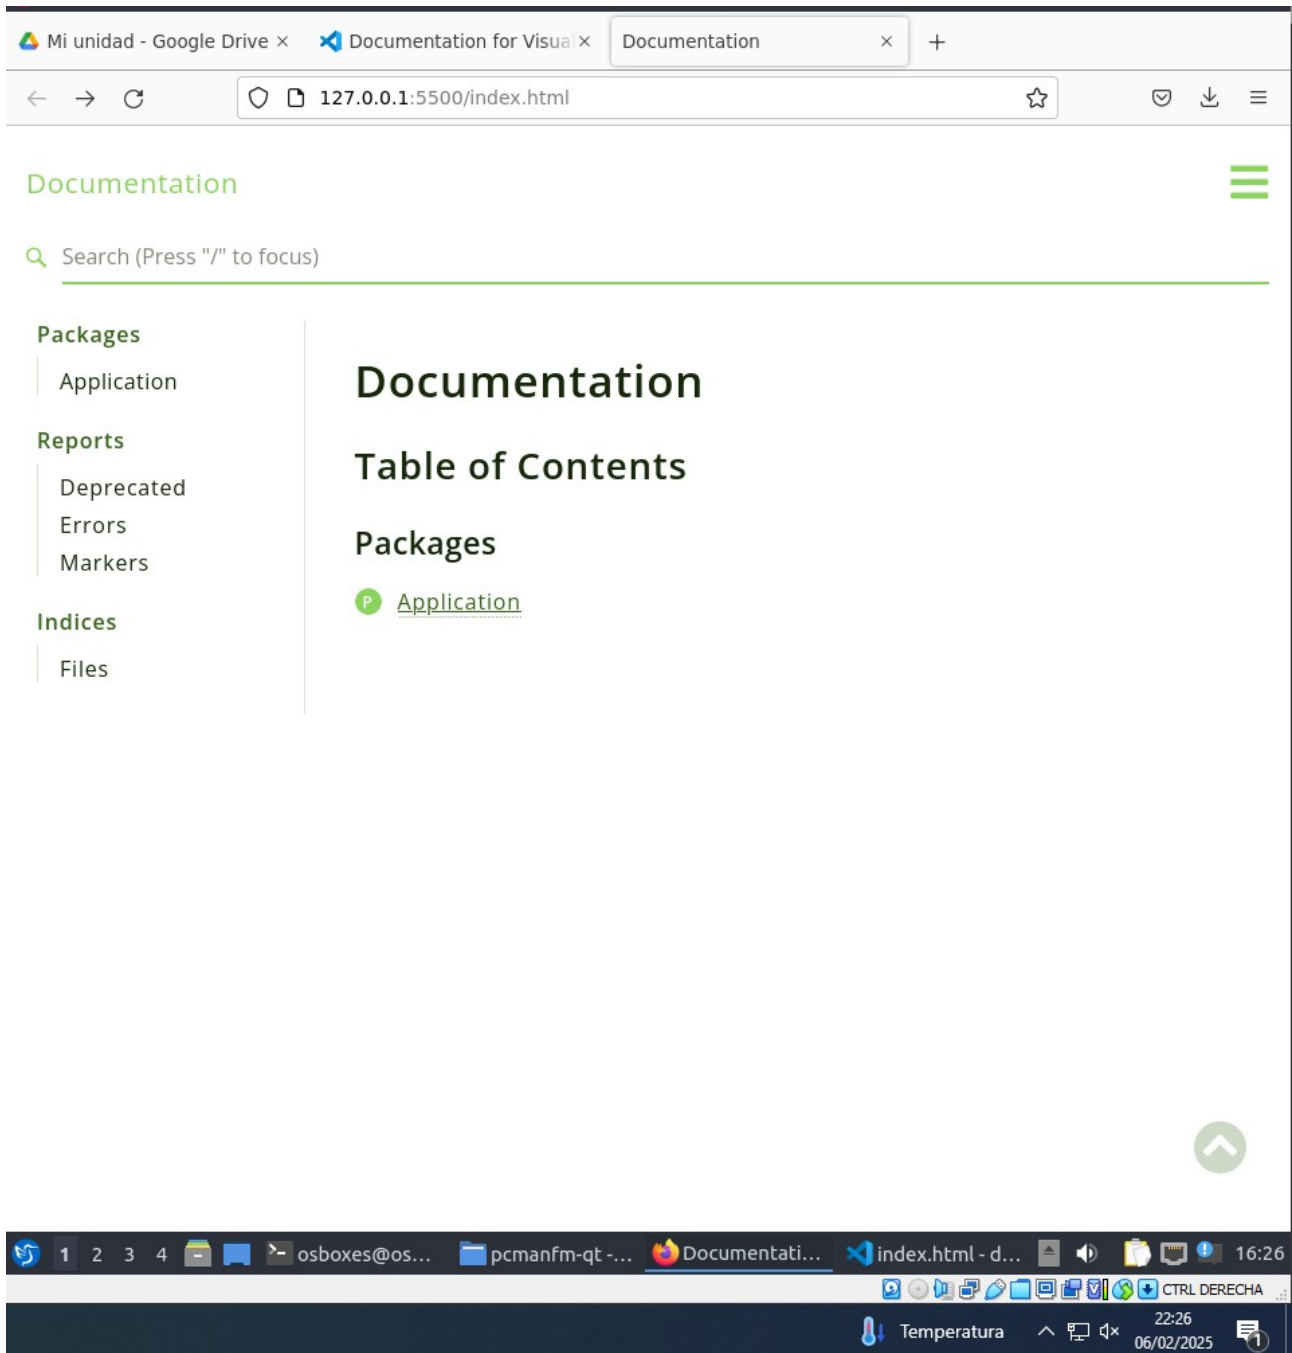 Mi unidad - Google Drive
Documentation for Visual
Documentation
127.0.0.1:5500/index.html
Documentation
Search (Press "/" to focus)
Packages
Application
Reports
Deprecated
Errors
Markers
Indices
Files
Documentation
Table of Contents
Packages
P Application
1 2 3 4 osboxes@os... pcmanfm-qt -... Documentati... index.html - d... 16:26
CTRL DERECHA
Temperatura
22:26
06/02/2025
1